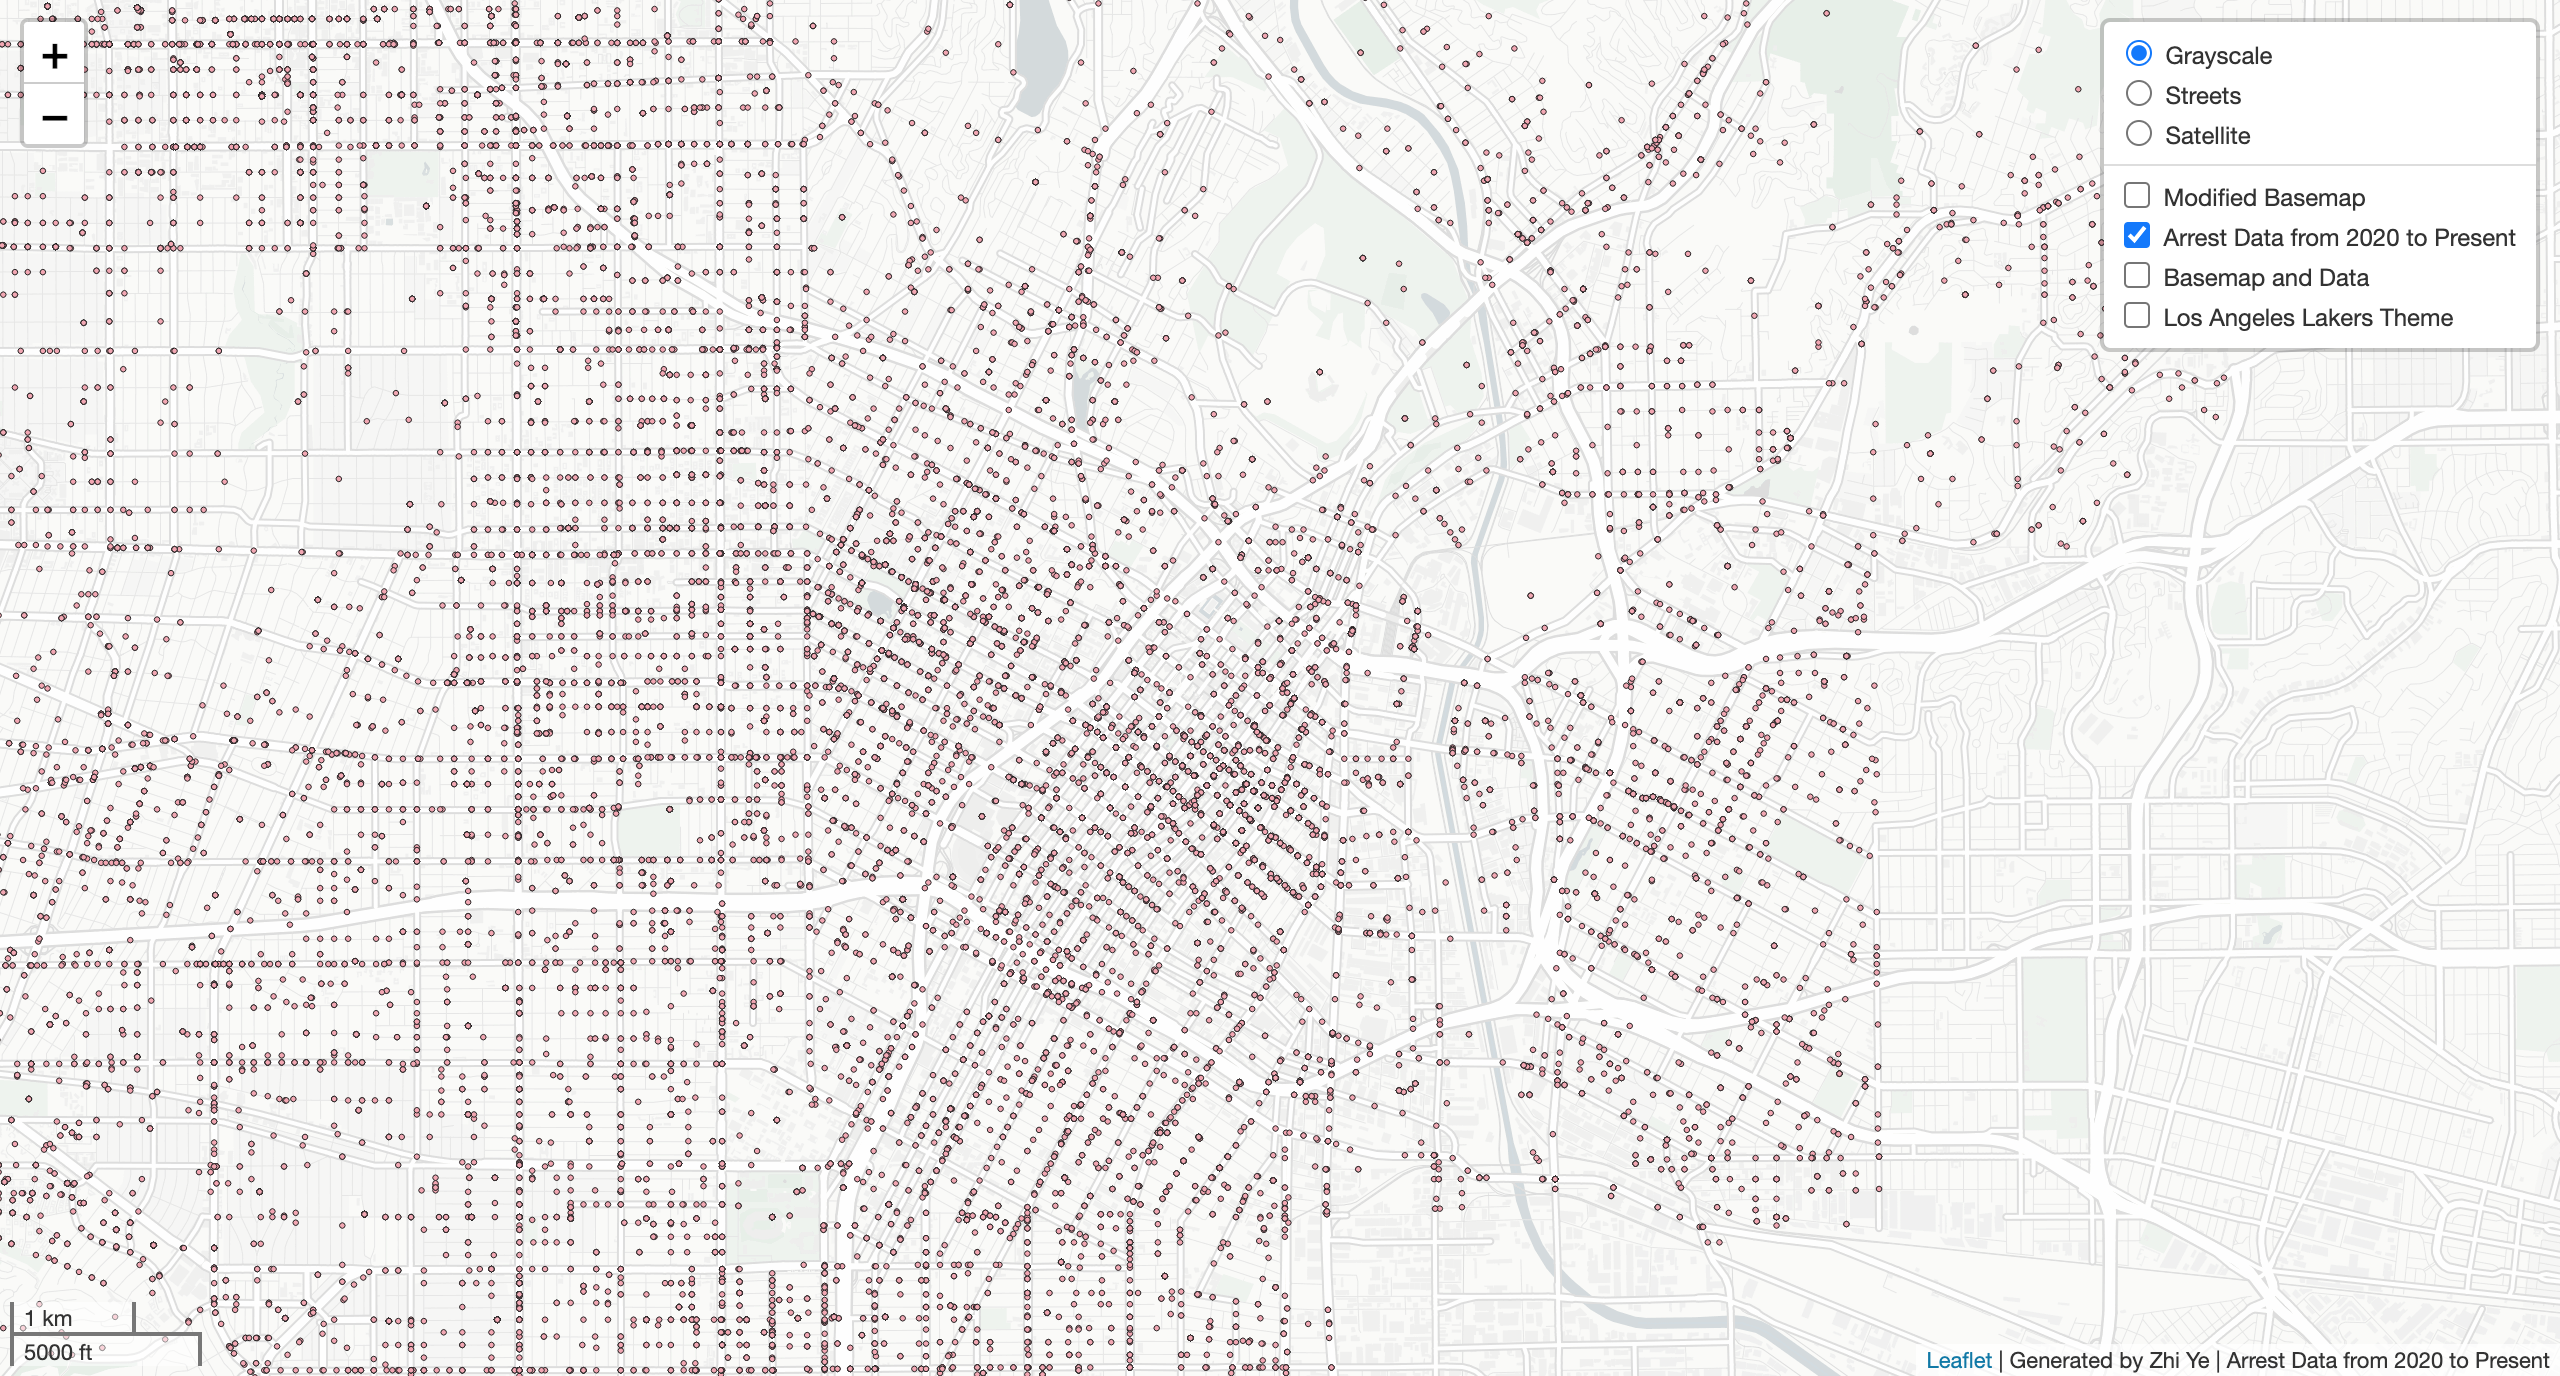 +
−
Grayscale
Streets
Satellite
Modified Basemap
Arrest Data from 2020 to Present
Basemap and Data
Los Angeles Lakers Theme
1 km
5000 ft
Leaflet | Generated by Zhi Ye | Arrest Data from 2020 to Present